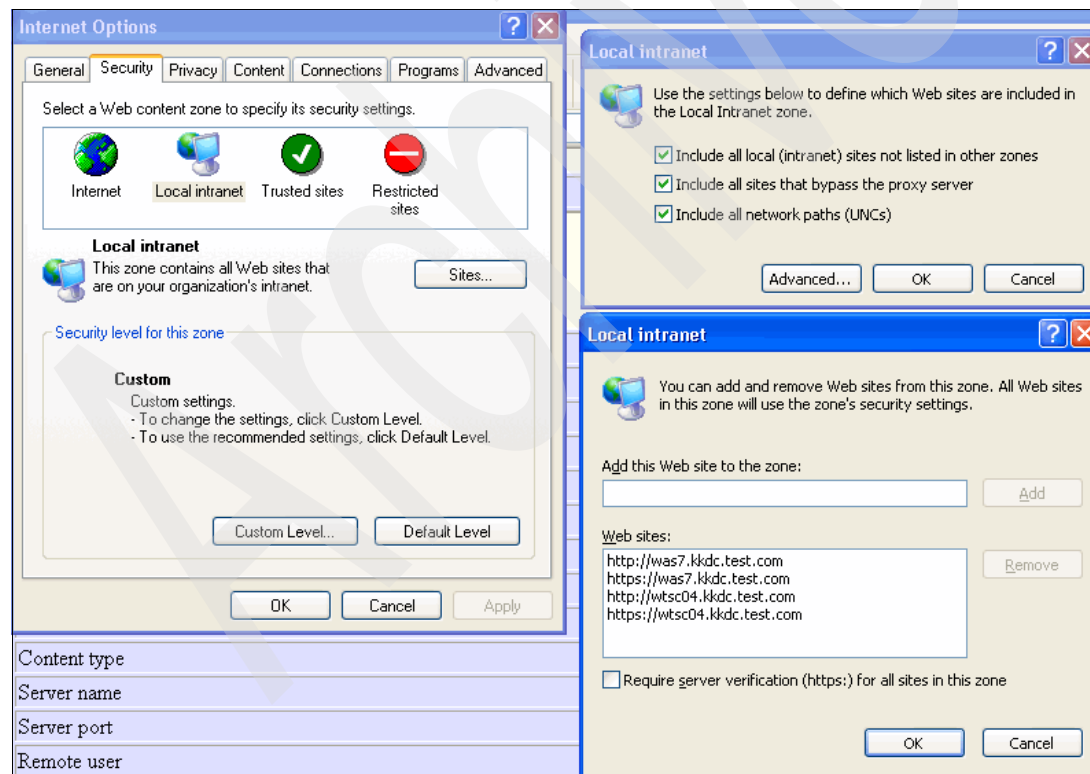 Internet Options
General Security Privacy Content Connections Programs Advanced
Select a Web content zone to specify its security settings.
Internet Local intranet Trusted sites Restricted
sites
Local intranet
This zone contains all Web sites that
are on your organization's intranet.
Sites...
Security level for this zone
Custom
Custom settings.
- To change the settings, click Custom Level.
- To use the recommended settings, click Default Level.
Custom Level... Default Level
OK Cancel Apply
Content type
Server name
Server port
Remote user
Local intranet
Use the settings below to define which Web sites are included in
the Local Intranet zone.
Include all local (intranet) sites not listed in other zones
Include all sites that bypass the proxy server
Include all network paths (UNCs)
Advanced... OK Cancel
Local intranet
You can add and remove Web sites from this zone. All Web sites
in this zone will use the zone's security settings.
Add this Web site to the zone:
Add
Web sites:
http://was7.kkdc.test.com
https://was7.kkdc.test.com
http://wtsc04.kkdc.test.com
https://wtsc04.kkdc.test.com
Remove
Require server verification (https:) for all sites in this zone
OK Cancel